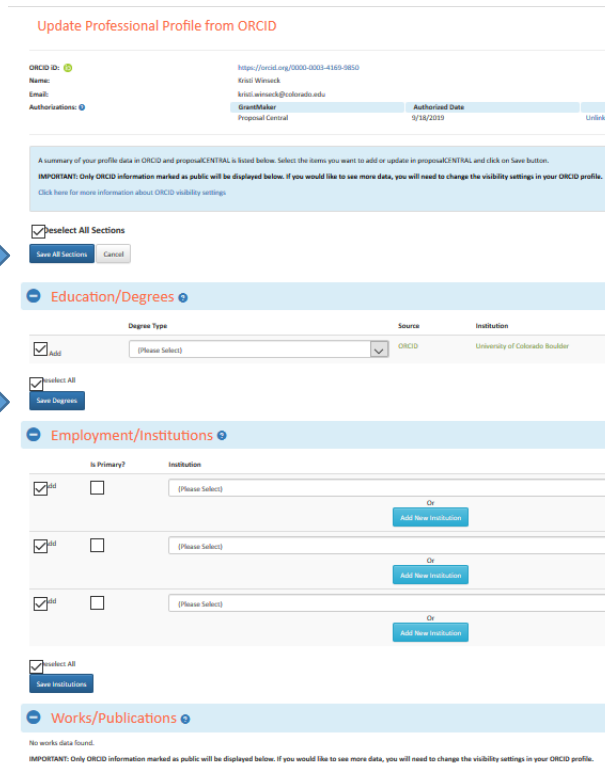 Update Professional Profile from ORCID
ORCID iD:
https://orcid.org/0000-0003-4169-9850
Name: Kristi Winseck
Email: kristi.winseck@colorado.edu
Authorizations: GrantMaker Authorized Date
Proposal Central 9/18/2019 Unlink
A summary of your profile data in ORCID and proposalCENTRAL is listed below. Select the items you want to add or update in proposalCENTRAL and click on Save button.
IMPORTANT: Only ORCID information marked as public will be displayed below. If you would like to see more data, you will need to change the visibility settings in your ORCID profile.
Click here for more information about ORCID visibility settings
Deselect All Sections
Save All Sections Cancel
Education/Degrees
Degree Type Source Institution
Add (Please Select) ORCID University of Colorado Boulder
eselect All
Save Degrees
Employment/Institutions
Is Primary? Institution
dd (Please Select)
Or
Add New Institution
dd (Please Select)
Or
Add New Institution
dd (Please Select)
Or
Add New Institution
eselect All
Save Institutions
Works/Publications
No works data found.
IMPORTANT: Only ORCID information marked as public will be displayed below. If you would like to see more data, you will need to change the visibility settings in your ORCID profile.